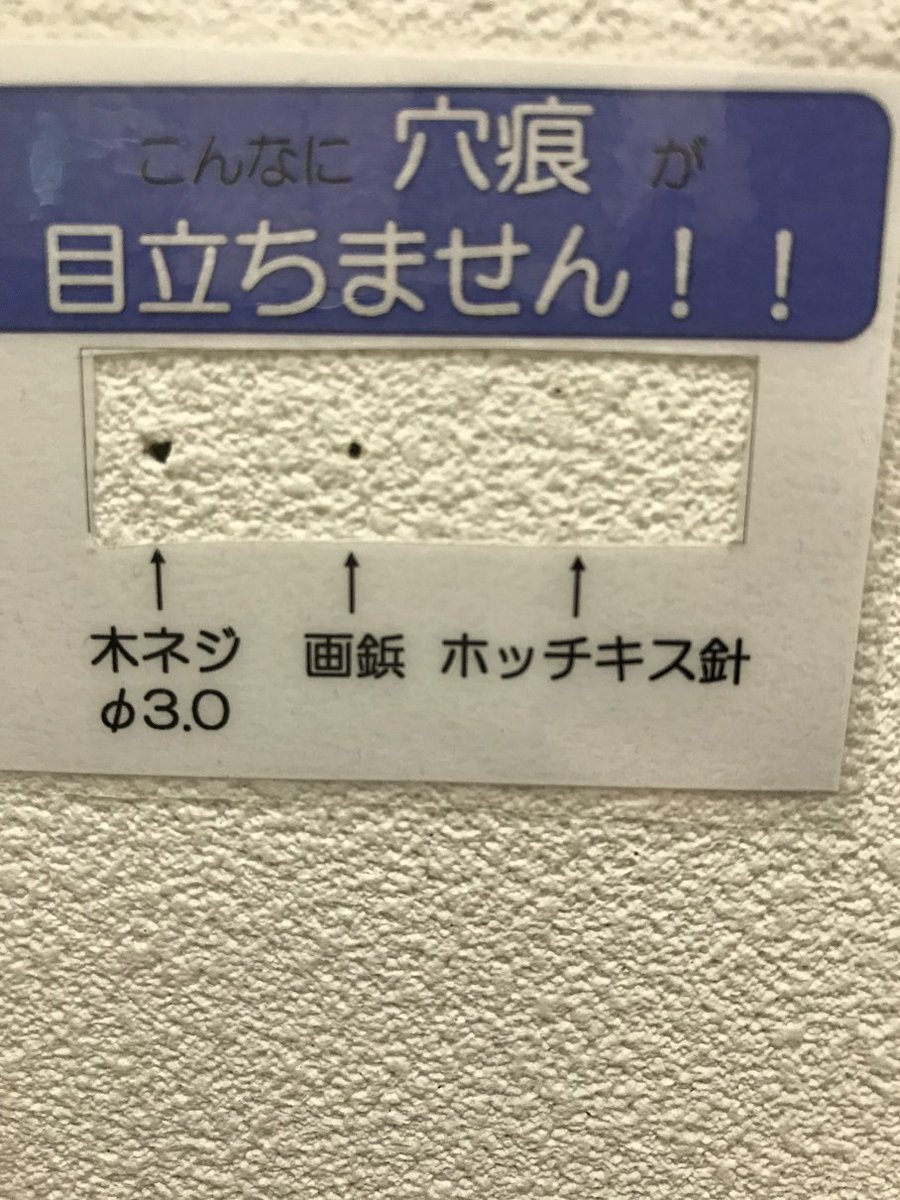 こんなに 穴痕 が
目立ちません！！
木ネジ 画鋲 ホッチキス針
φ3.0